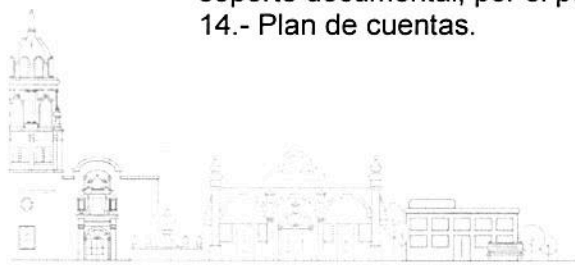 soporte documental, por el p
14.- Plan de cuentas.